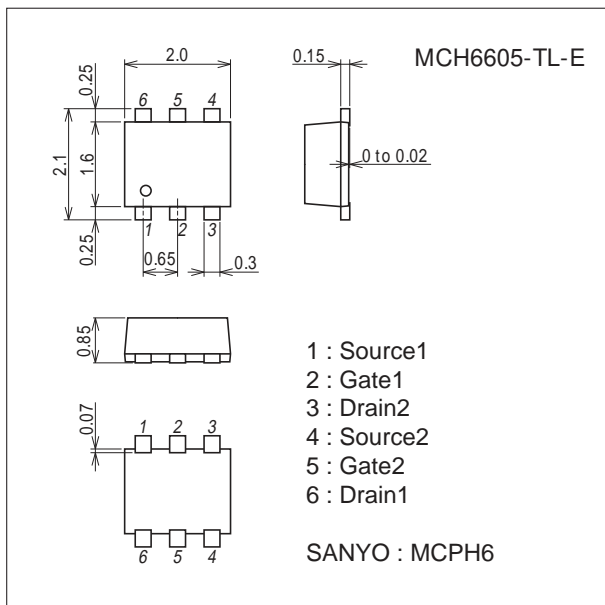 MCH6605-TL-E
2.0
0.15
0.25
6 5 4
2.1
1.6
0 to 0.02
0.25
1 2 3
0.65
0.3
0.85
1 : Source1
2 : Gate1
3 : Drain2
4 : Source2
5 : Gate2
6 : Drain1
0.07
1 2 3
6 5 4
SANYO : MCPH6